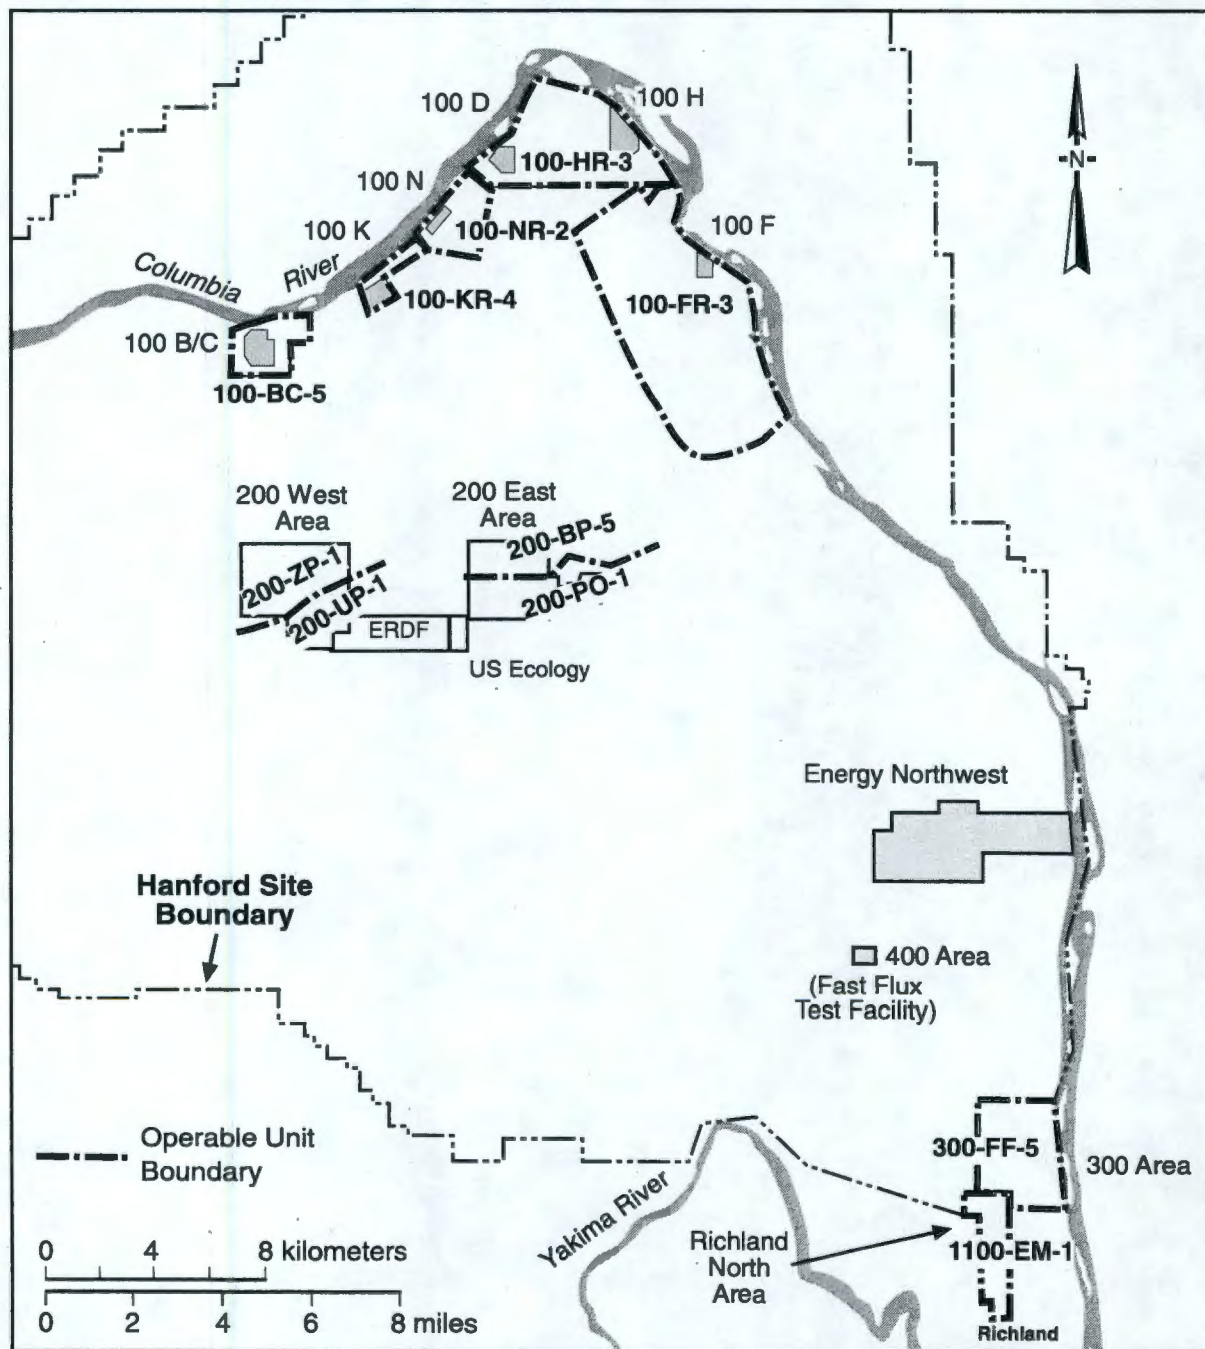 100 D
100 H
N
100-HR-3
100 N
100 K
100-NR-2
100 F
Columbia River
100-KR-4
100-FR-3
100 B/C
100-BC-5
200 West
Area
200 East
Area
200-BP-5
200-ZP-1
200-UP-1
200-PO-1
ERDF
US Ecology
Energy Northwest
Hanford Site
Boundary
400 Area
(Fast Flux
Test Facility)
Operable Unit
Boundary
300-FF-5
300 Area
Yakima River
Richland
North
Area
1100-EM-1
0 4 8 kilometers
0 2 4 6 8 miles
Richland